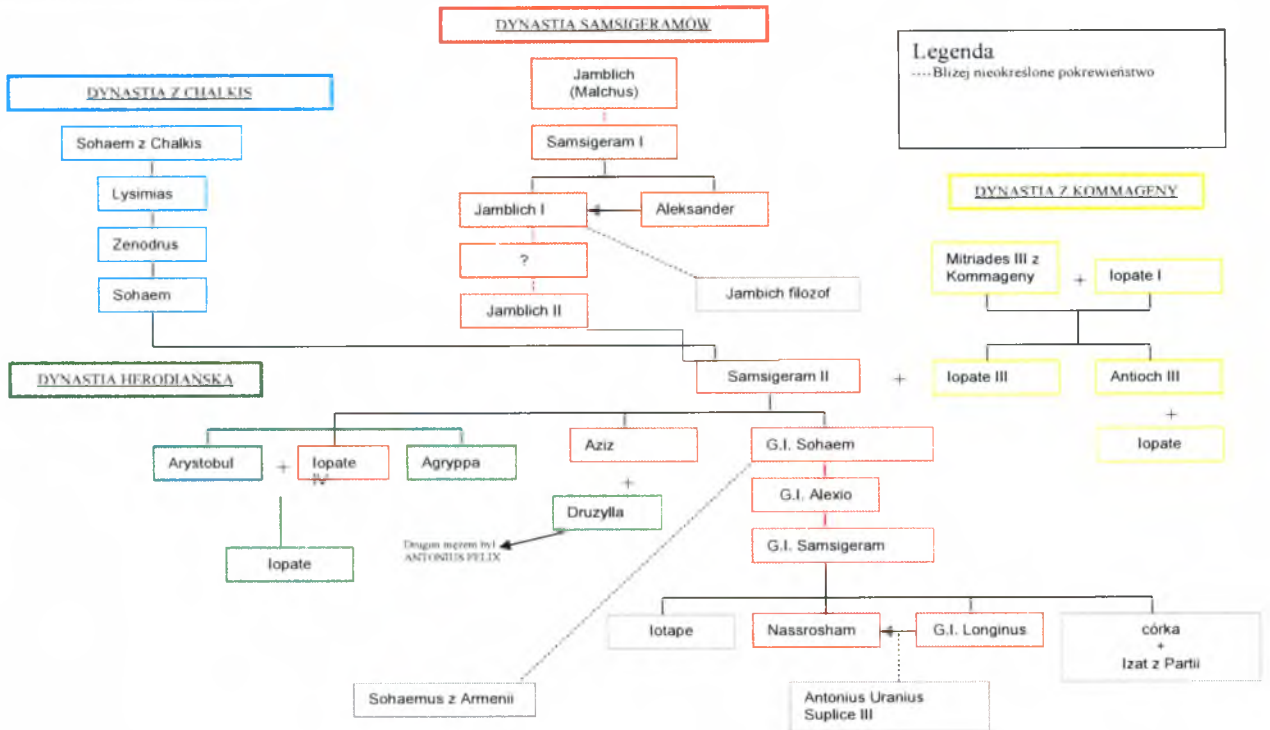 DYNASTIA SAMSIGERAMÓW
Legenda
.... Bliżej nieokreślone pokrewieństwo
DYNASTIA Z CHALKIS
Jamblich
(Malchus)
Sohaem z Chalkis
Samsigeram I
Lysimias
DYNASTIA Z KOMMAGENY
Jamblich I
Aleksander
Zenodrus
?
Mitriades III z
Kommageny
+
Iopate I
Sohaem
Jambich filozof
Jamblich II
DYNASTIA HERODIAŃSKA
Samsigeram II
+
Iopate III
Antioch III
+
Arystobul
+
Iopate
IV
Agryppa
Aziz
G.I. Sohaem
Iopate
+
G.I. Alexio
Druzylla
Drugim mężem był
ANTONIUS FELIX
G.I. Samsigeram
Iopate
Iotape
Nassrosham
G.I. Longinus
córka
+
Izat z Partii
Sohaemus z Armenii
Antonius Uranius
Suplice III